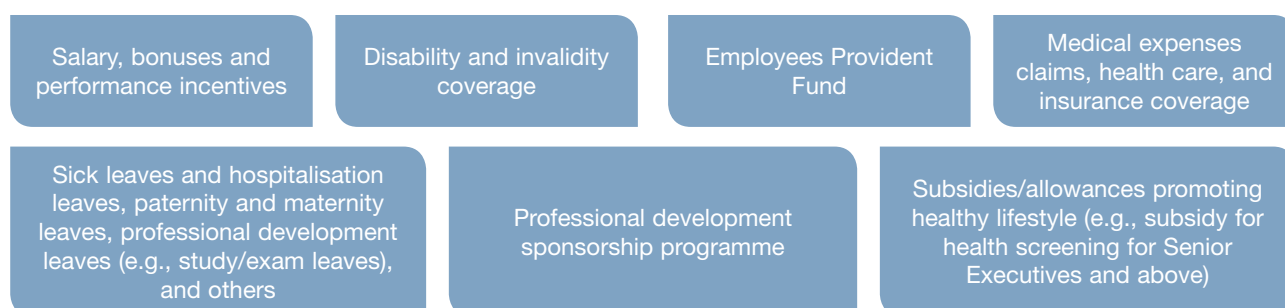 Salary, bonuses and
performance incentives
Disability and invalidity
coverage
Employees Provident
Fund
Medical expenses
claims, health care, and
insurance coverage
Sick leaves and hospitalisation
leaves, paternity and maternity
leaves, professional development
leaves (e.g., study/exam leaves),
and others
Professional development
sponsorship programme
Subsidies/allowances promoting
healthy lifestyle (e.g., subsidy for
health screening for Senior
Executives and above)